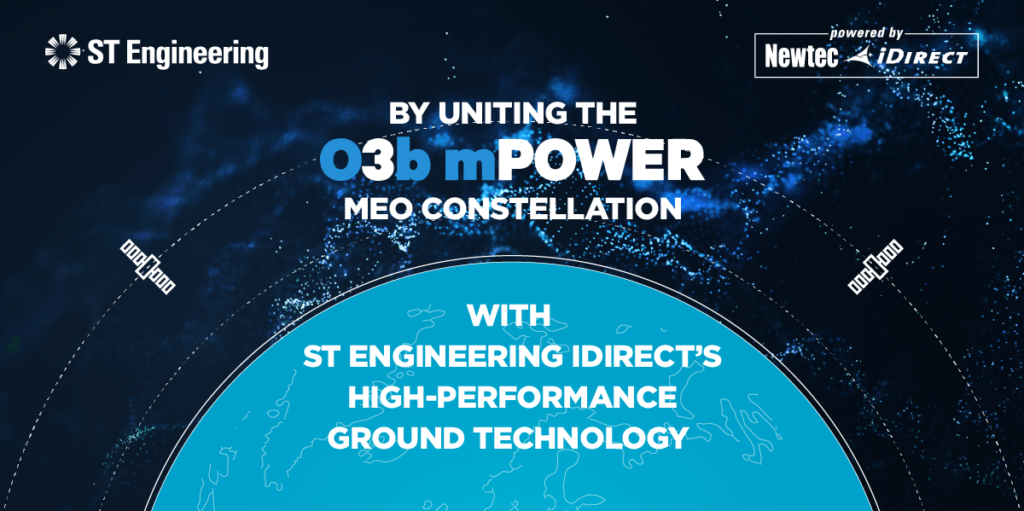 ST Engineering
powered by
Newtec iDIRECT
BY UNITING THE
O3b mPOWER
MEO CONSTELLATION
WITH
ST ENGINEERING IDIRECT'S
HIGH-PERFORMANCE
GROUND TECHNOLOGY